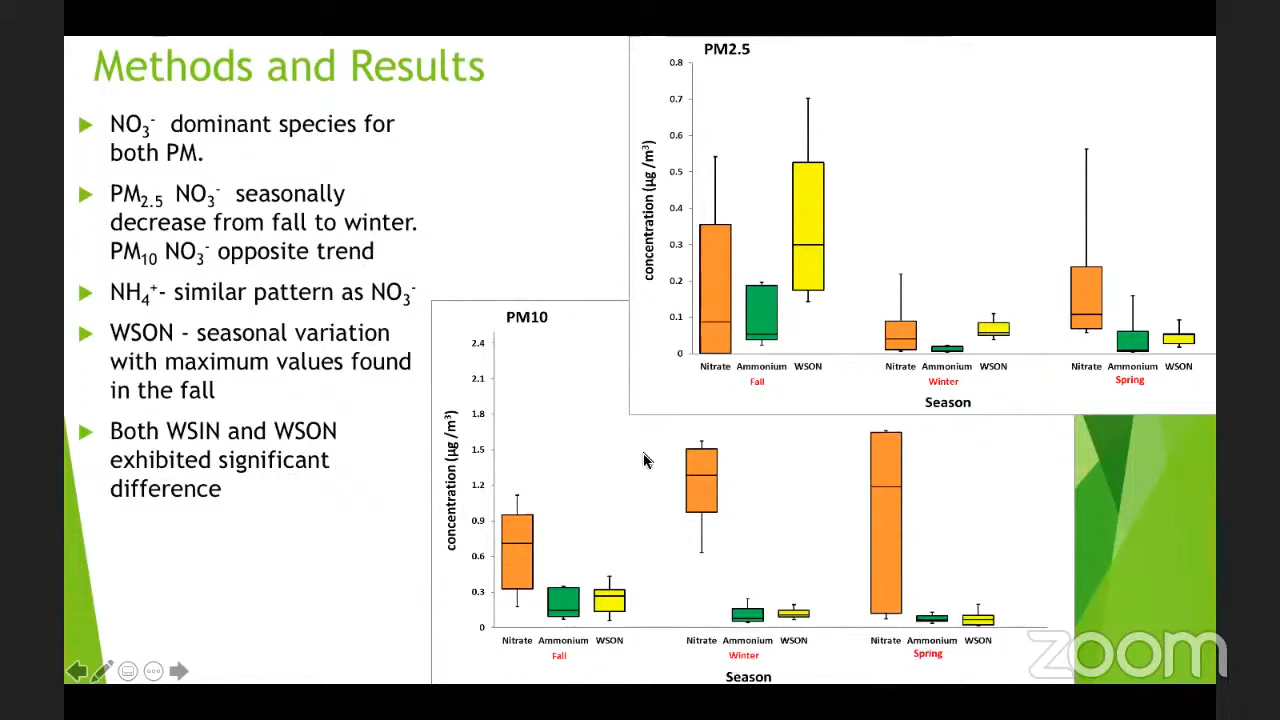 Methods and Results
NO₃⁻ dominant species for
both PM.
PM₂.₅ NO₃⁻ seasonally
decrease from fall to winter.
PM₁₀ NO₃⁻ opposite trend
NH₄⁺- similar pattern as NO₃⁻
WSON - seasonal variation
with maximum values found
in the fall
Both WSIN and WSON
exhibited significant
difference
PM2.5
concentration (µg /m³)
0.8
0.7
0.6
0.5
0.4
0.3
0.2
0.1
0
Nitrate Ammonium WSON Nitrate Ammonium WSON Nitrate Ammonium WSON
Fall Winter Spring
Season
PM10
concentration (µg /m³)
2.4
2.1
1.8
1.5
1.2
0.9
0.6
0.3
0
Nitrate Ammonium WSON Nitrate Ammonium WSON Nitrate Ammonium WSON
Fall Winter Spring
Season
zoom